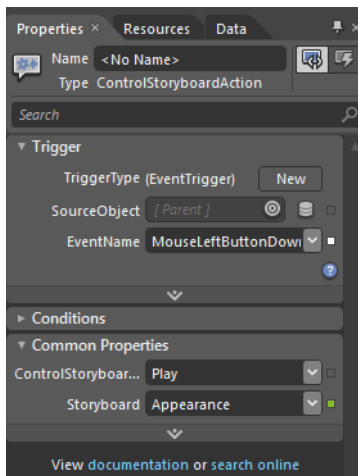 Properties × Resources Data
Name <No Name>
Type ControlStoryboardAction
Search
Trigger
TriggerType (EventTrigger) New
SourceObject [ Parent ]
EventName MouseLeftButtonDown
?
Conditions
Common Properties
ControlStoryboar... Play
Storyboard Appearance
View documentation or search online